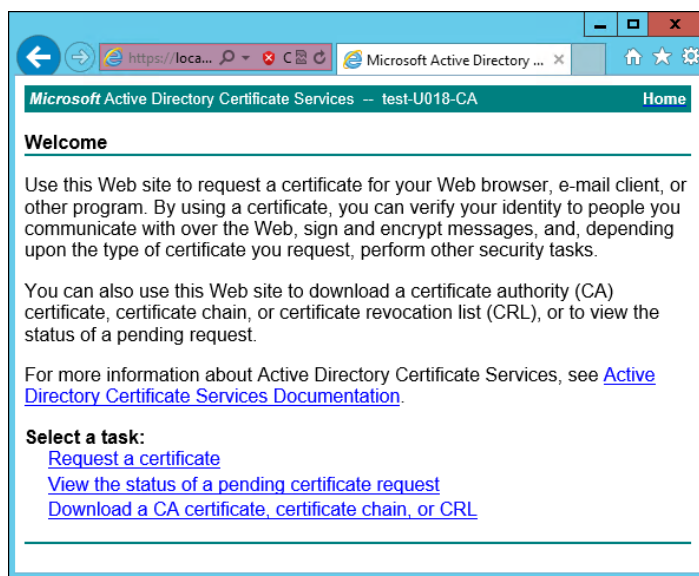 https://loca...
Microsoft Active Directory ...
Microsoft Active Directory Certificate Services -- test-U018-CA Home
Welcome
Use this Web site to request a certificate for your Web browser, e-mail client, or
other program. By using a certificate, you can verify your identity to people you
communicate with over the Web, sign and encrypt messages, and, depending
upon the type of certificate you request, perform other security tasks.
You can also use this Web site to download a certificate authority (CA)
certificate, certificate chain, or certificate revocation list (CRL), or to view the
status of a pending request.
For more information about Active Directory Certificate Services, see Active
Directory Certificate Services Documentation.
Select a task:
Request a certificate
View the status of a pending certificate request
Download a CA certificate, certificate chain, or CRL